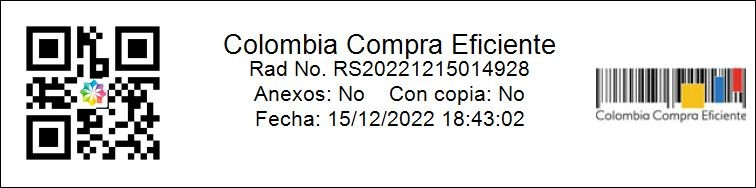 Colombia Compra Eficiente
Rad No. RS20221215014928
Anexos: No    Con copia: No
Fecha: 15/12/2022 18:43:02
Colombia Compra Eficiente